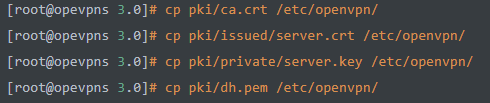 [root@opevpns 3.0]# cp pki/ca.crt /etc/openvpn/
[root@opevpns 3.0]# cp pki/issued/server.crt /etc/openvpn/
[root@opevpns 3.0]# cp pki/private/server.key /etc/openvpn/
[root@opevpns 3.0]# cp pki/dh.pem /etc/openvpn/